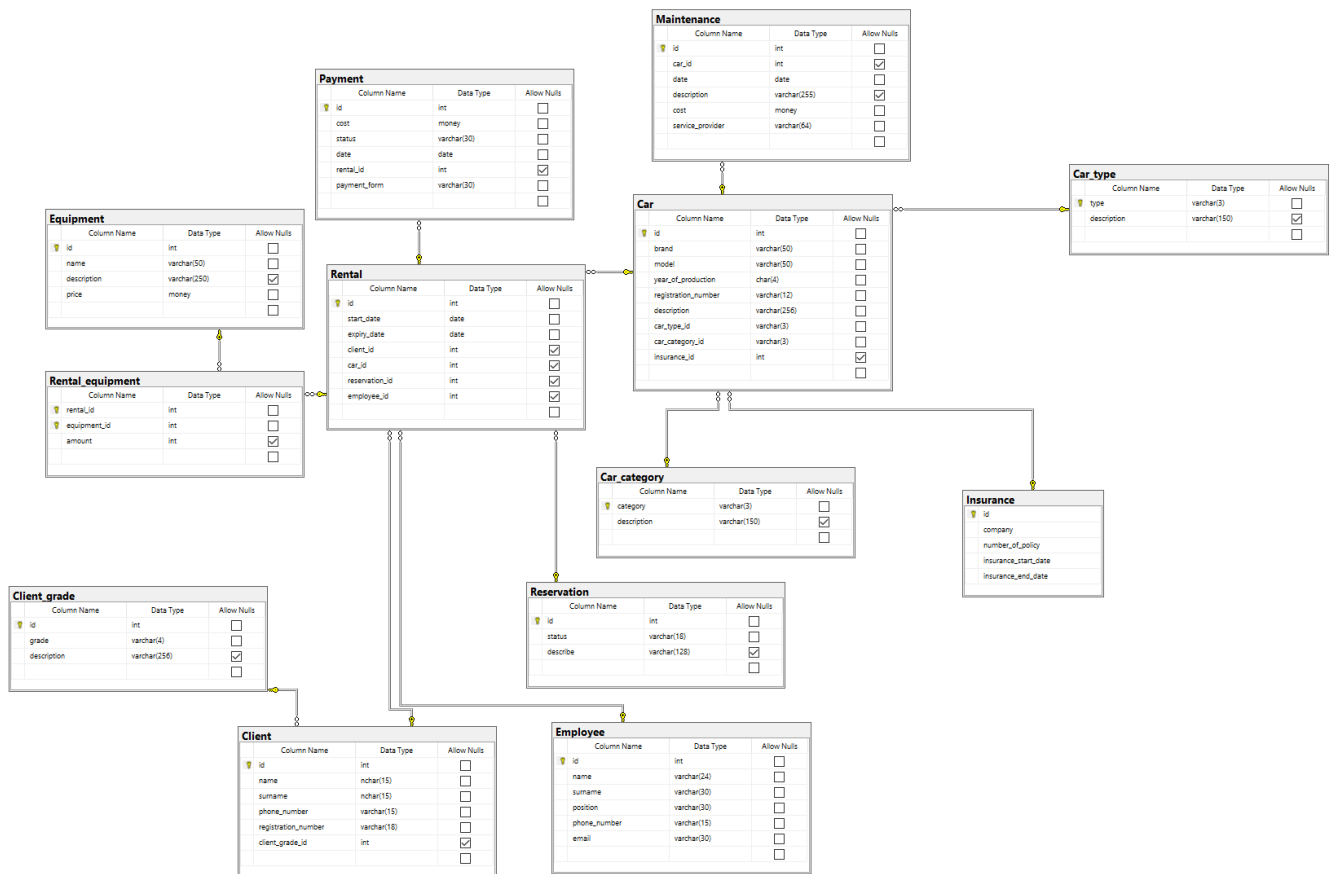 Maintenance
Column Name Data Type Allow Nulls
id int
car_id int
date date
description varchar(255)
cost money
service_provider varchar(64)
Payment
Column Name Data Type Allow Nulls
id int
cost money
status varchar(30)
date date
rental_id int
payment_form varchar(30)
Car_type
Column Name Data Type Allow Nulls
type varchar(3)
description varchar(150)
Car
Column Name Data Type Allow Nulls
id int
brand varchar(50)
model varchar(50)
year_of_production char(4)
registration_number varchar(12)
description varchar(256)
car_type_id varchar(3)
car_category_id varchar(3)
insurance_id int
Equipment
Column Name Data Type Allow Nulls
id int
name varchar(50)
description varchar(250)
price money
Rental
Column Name Data Type Allow Nulls
id int
start_date date
expiry_date date
client_id int
car_id int
reservation_id int
employee_id int
Rental_equipment
Column Name Data Type Allow Nulls
rental_id int
equipment_id int
amount int
Car_category
Column Name Data Type Allow Nulls
category varchar(3)
description varchar(150)
Insurance
id
company
number_of_policy
insurance_start_date
insurance_end_date
Reservation
Column Name Data Type Allow Nulls
id int
status varchar(18)
describe varchar(128)
Client_grade
Column Name Data Type Allow Nulls
id int
grade varchar(4)
description varchar(256)
Client
Column Name Data Type Allow Nulls
id int
name nchar(15)
surname nchar(15)
phone_number varchar(15)
registration_number varchar(18)
client_grade_id int
Employee
Column Name Data Type Allow Nulls
id int
name varchar(24)
surname varchar(30)
position varchar(30)
phone_number varchar(15)
email varchar(30)